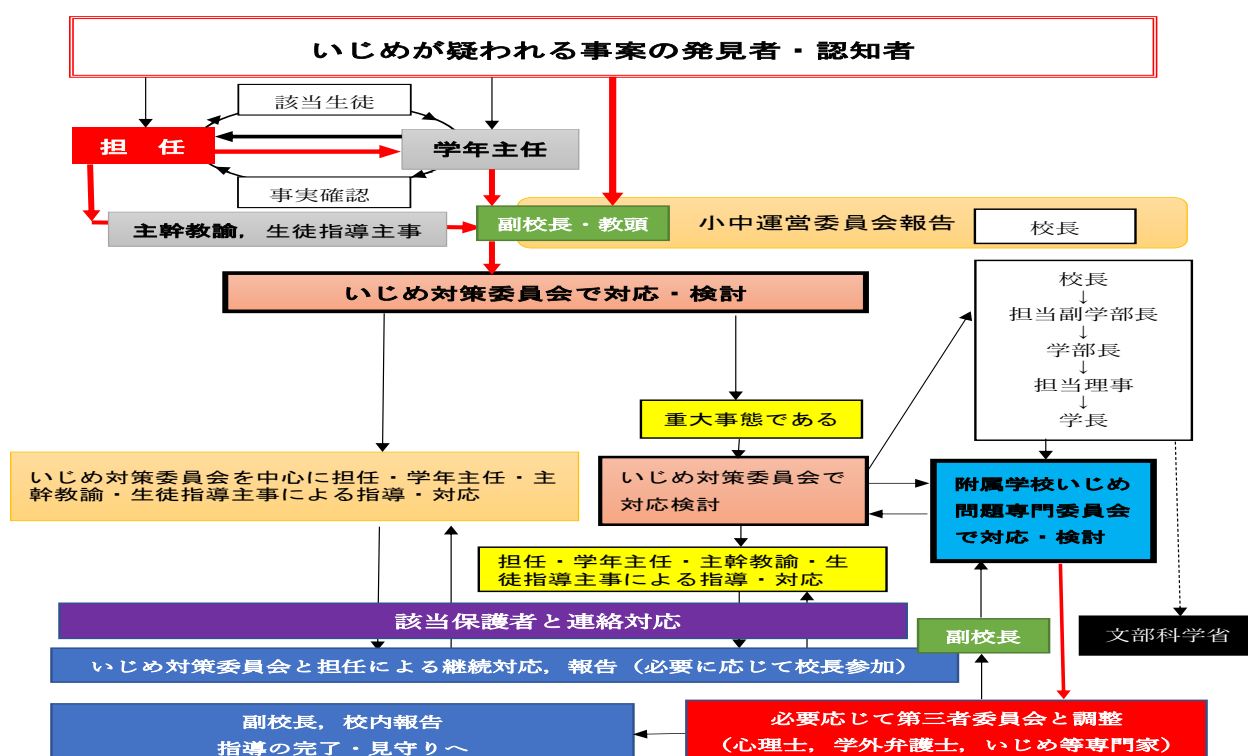 いじめが疑われる事案の発見者・認知者
該当生徒
担　任
学年主任
事実確認
主幹教諭，生徒指導主事
副校長・教頭
小中運営委員会報告
校長
いじめ対策委員会で対応・検討
校長
↓
担当副学部長
↓
学部長
↓
担当理事
↓
学長
重大事態である
いじめ対策委員会を中心に担任・学年主任・主
幹教諭・生徒指導主事による指導・対応
いじめ対策委員会で
対応検討
附属学校いじめ
問題専門委員会
で対応・検討
担任・学年主任・主幹教諭・生
徒指導主事による指導・対応
該当保護者と連絡対応
副校長
文部科学省
いじめ対策委員会と担任による継続対応，報告（必要に応じて校長参加）
副校長，校内報告
指導の完了・見守りへ
必要応じて第三者委員会と調整
（心理士，学外弁護士，いじめ等専門家）